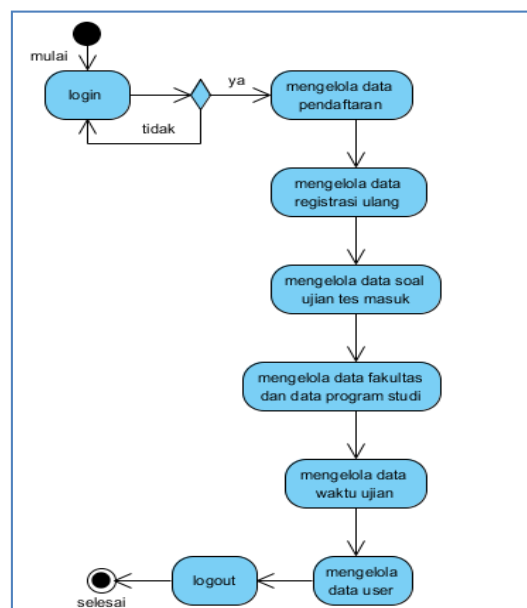 mulai
login
ya
tidak
mengelola data
pendaftaran
mengelola data
registrasi ulang
mengelola data soal
ujian tes masuk
mengelola data fakultas
dan data program studi
mengelola data
waktu ujian
mengelola
data user
logout
selesai